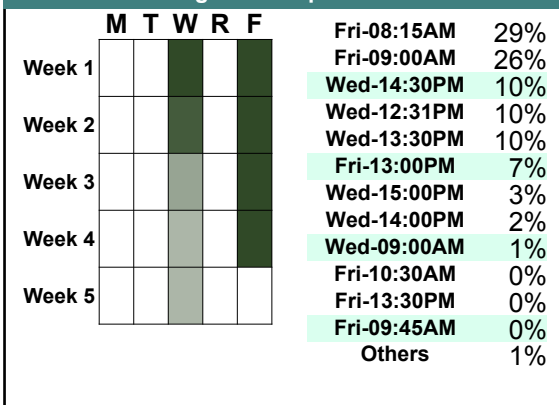 M T W R F
Week 1
Week 2
Week 3
Week 4
Week 5
Fri-08:15AM 29%
Fri-09:00AM 26%
Wed-14:30PM 10%
Wed-12:31PM 10%
Wed-13:30PM 10%
Fri-13:00PM 7%
Wed-15:00PM 3%
Wed-14:00PM 2%
Wed-09:00AM 1%
Fri-10:30AM 0%
Fri-13:30PM 0%
Fri-09:45AM 0%
Others 1%